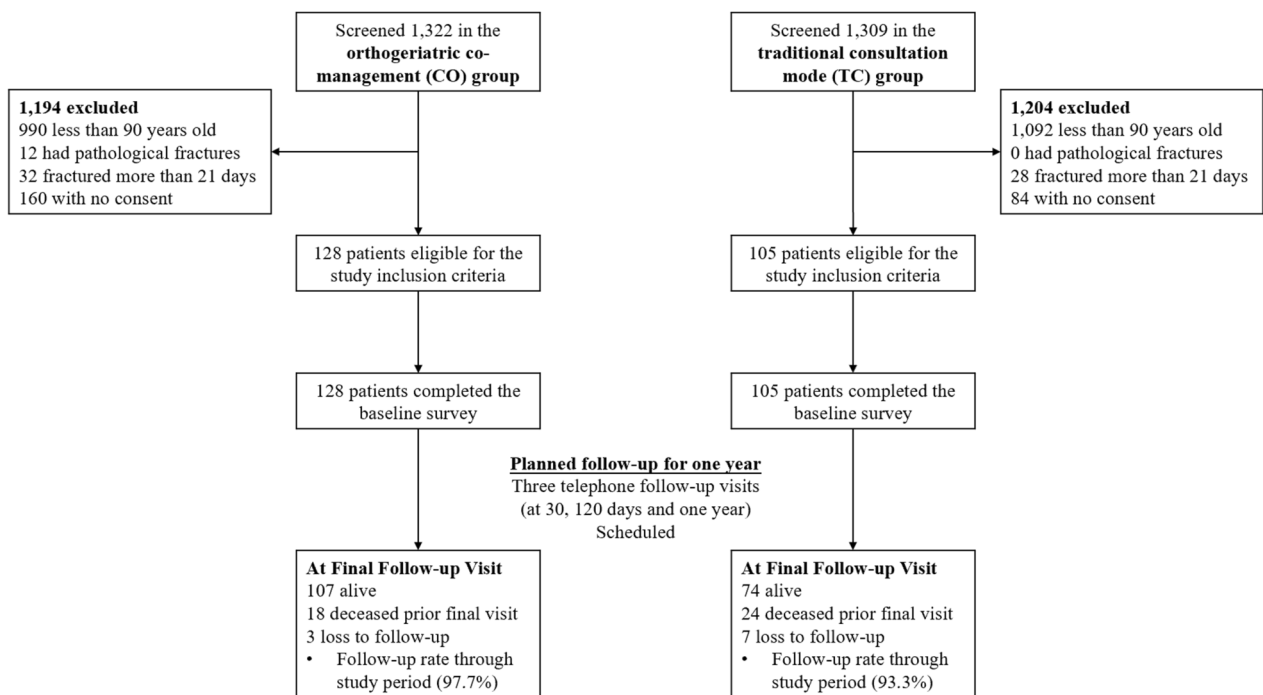 Screened 1,322 in the
orthogeriatric co-
management (CO) group
Screened 1,309 in the
traditional consultation
mode (TC) group
1,194 excluded
990 less than 90 years old
12 had pathological fractures
32 fractured more than 21 days
160 with no consent
1,204 excluded
1,092 less than 90 years old
0 had pathological fractures
28 fractured more than 21 days
84 with no consent
128 patients eligible for the
study inclusion criteria
105 patients eligible for the
study inclusion criteria
128 patients completed the
baseline survey
105 patients completed the
baseline survey
Planned follow-up for one year
Three telephone follow-up visits
(at 30, 120 days and one year)
Scheduled
At Final Follow-up Visit
107 alive
18 deceased prior final visit
3 loss to follow-up
• Follow-up rate through
study period (97.7%)
At Final Follow-up Visit
74 alive
24 deceased prior final visit
7 loss to follow-up
• Follow-up rate through
study period (93.3%)